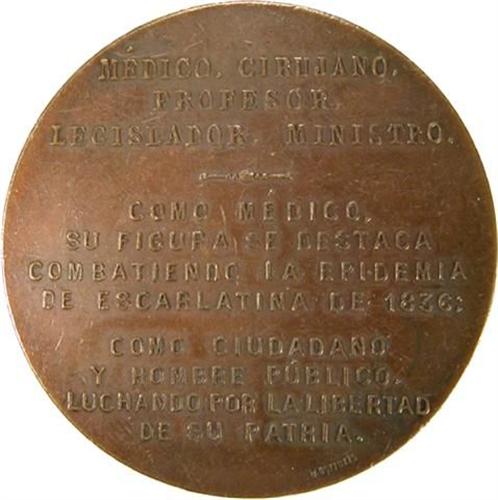 MÉDICO, CIRUJANO,
PROFESOR,
LEGISLADOR, MINISTRO.
COMO MÉDICO,
SU FIGURA SE DESTACA
COMBATIENDO LA EPIDEMIA
DE ESCARLATINA DE 1836;
COMO CIUDADANO
Y HOMBRE PÚBLICO,
LUCHANDO POR LA LIBERTAD
DE SU PATRIA.